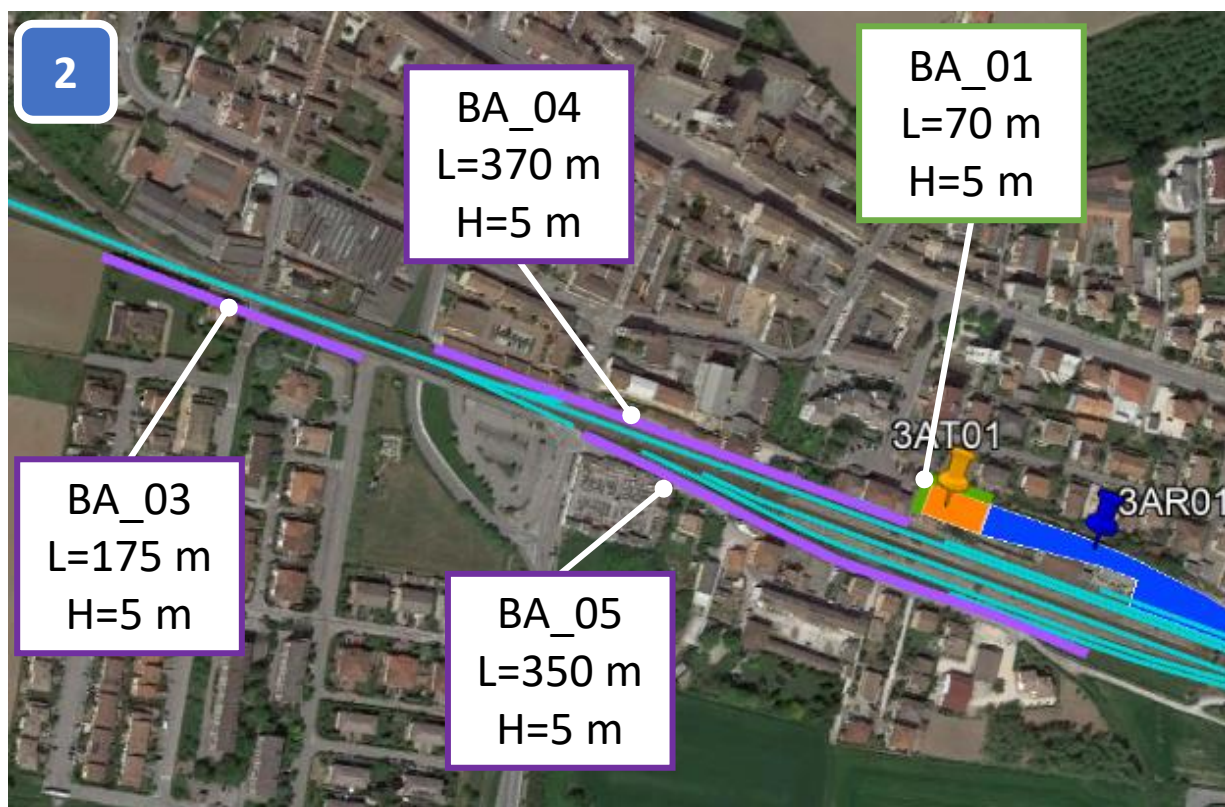 2
BA_04
L=370 m
H=5 m
BA_01
L=70 m
H=5 m
3AT01
3AR01
BA_03
L=175 m
H=5 m
BA_05
L=350 m
H=5 m